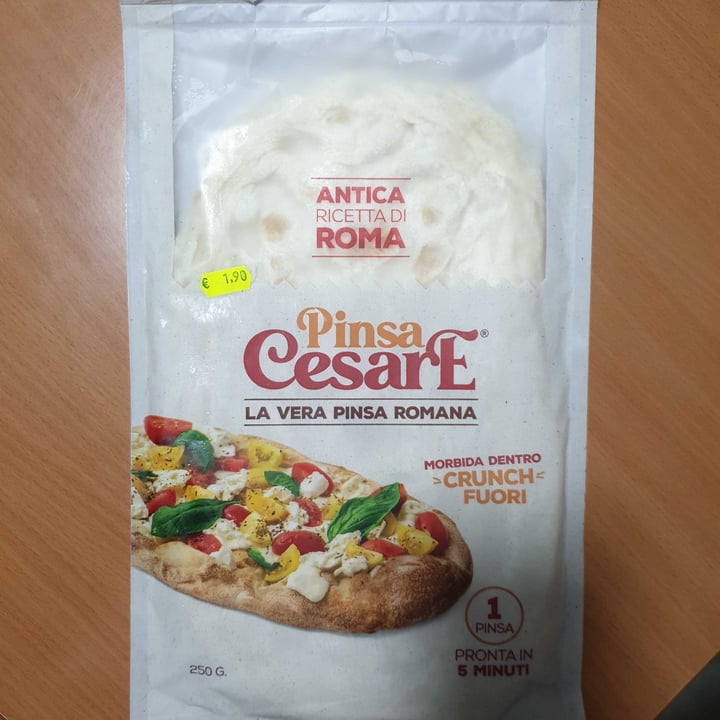 ANTICA
RICETTA DI
ROMA
€ 1,90
Pinsa
CesarE®
LA VERA PINSA ROMANA
MORBIDA DENTRO
CRUNCH
FUORI
1
PINSA
PRONTA IN
5 MINUTI
250 G.